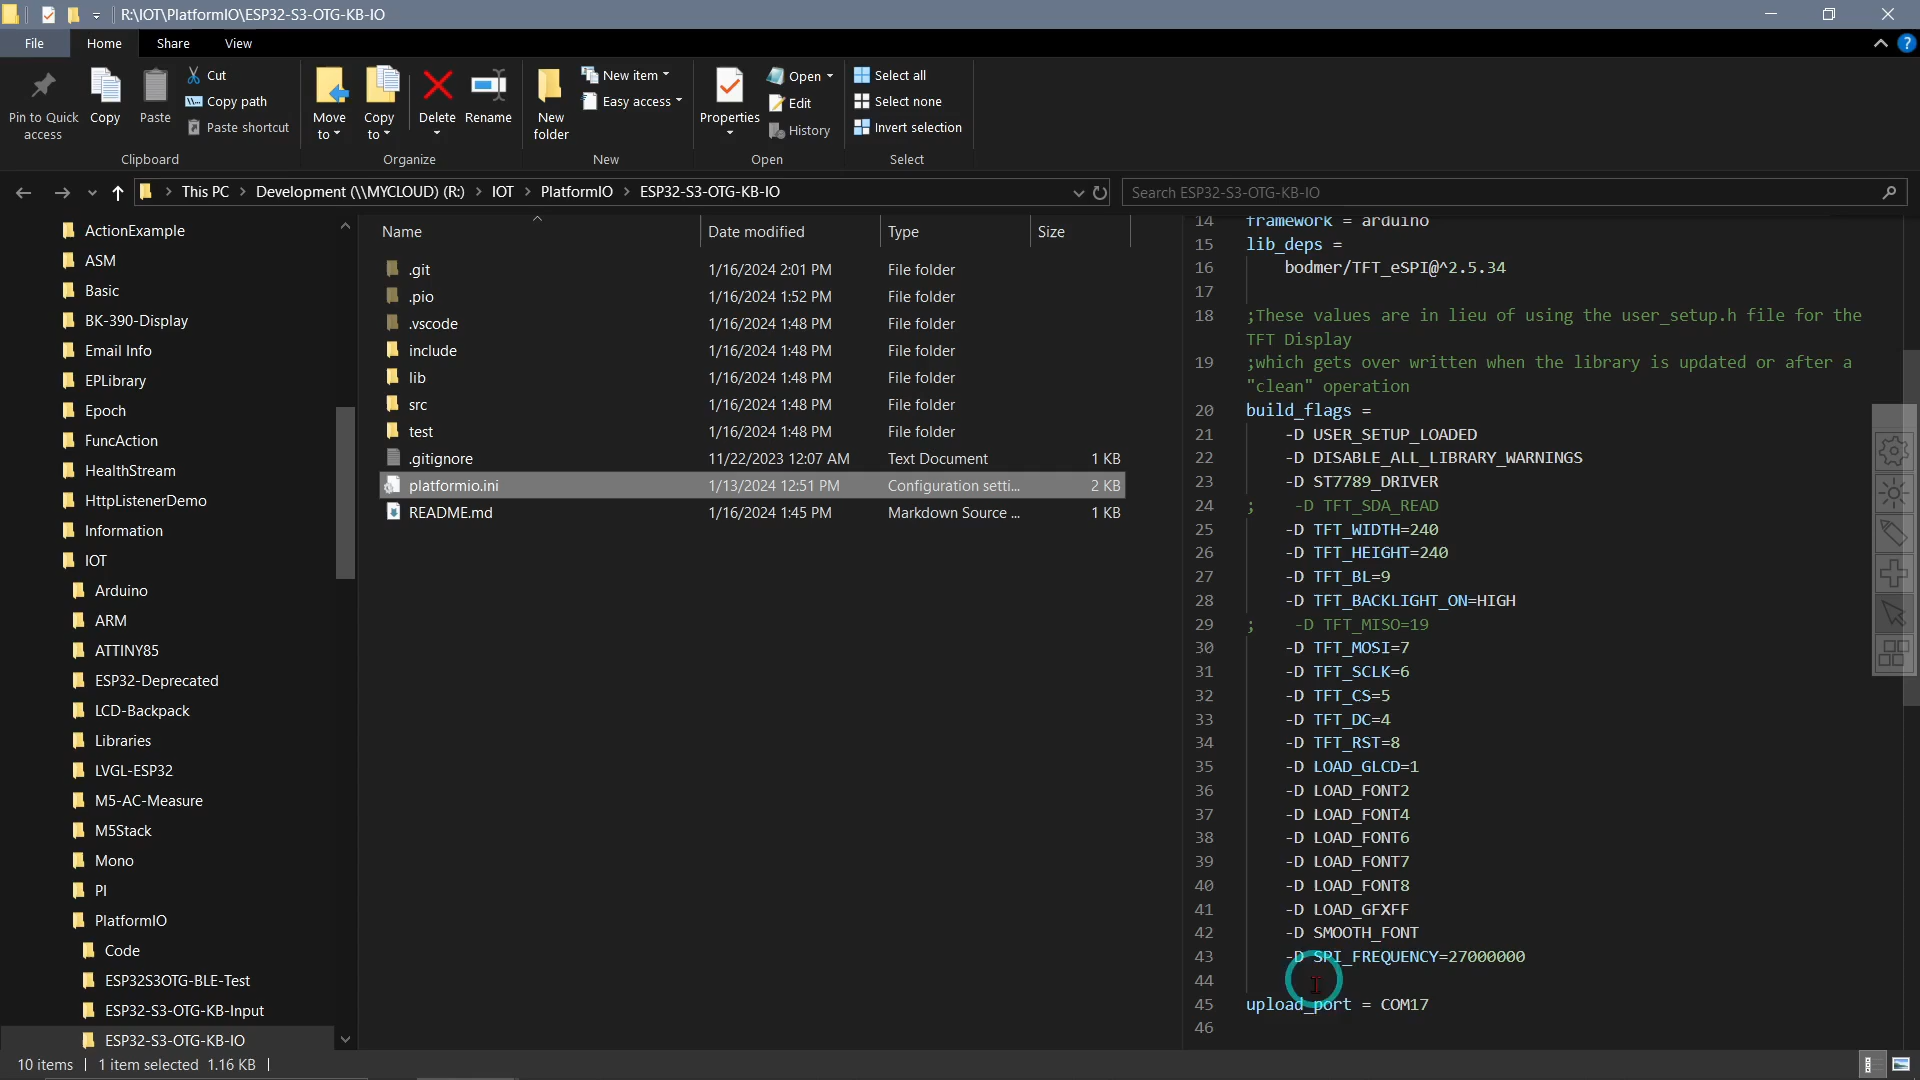 R:\IOT\PlatformIO\ESP32-S3-OTG-KB-IO
File
Home
Share
View
Pin to Quick access
Copy
Paste
Cut
Copy path
Paste shortcut
Clipboard
Move to
Copy to
Delete
Rename
Organize
New folder
New item
Easy access
New
Properties
Open
Edit
History
Open
Select all
Select none
Invert selection
Select
This PC > Development (\\MYCLOUD) (R:) > IOT > PlatformIO > ESP32-S3-OTG-KB-IO
Search ESP32-S3-OTG-KB-IO
ActionExample
ASM
Basic
BK-390-Display
Email Info
EPLibrary
Epoch
FuncAction
HealthStream
HttpListenerDemo
Information
IOT
Arduino
ARM
ATTINY85
ESP32-Deprecated
LCD-Backpack
Libraries
LVGL-ESP32
M5-AC-Measure
M5Stack
Mono
PI
PlatformIO
Code
ESP32S3OTG-BLE-Test
ESP32-S3-OTG-KB-Input
ESP32-S3-OTG-KB-IO
Name Date modified Type Size
.git 1/16/2024 2:01 PM File folder
.pio 1/16/2024 1:52 PM File folder
.vscode 1/16/2024 1:48 PM File folder
include 1/16/2024 1:48 PM File folder
lib 1/16/2024 1:48 PM File folder
src 1/16/2024 1:48 PM File folder
test 1/16/2024 1:48 PM File folder
.gitignore 11/22/2023 12:07 AM Text Document 1 KB
platformio.ini 1/13/2024 12:51 PM Configuration setti... 2 KB
README.md 1/16/2024 1:45 PM Markdown Source ... 1 KB
14 framework = arduino
15 lib_deps =
16 bodmer/TFT_eSPI@^2.5.34
17
18 ;These values are in lieu of using the user_setup.h file for the
TFT Display
19 ;which gets over written when the library is updated or after a
"clean" operation
20 build_flags =
21 -D USER_SETUP_LOADED
22 -D DISABLE_ALL_LIBRARY_WARNINGS
23 -D ST7789_DRIVER
24 ; -D TFT_SDA_READ
25 -D TFT_WIDTH=240
26 -D TFT_HEIGHT=240
27 -D TFT_BL=9
28 -D TFT_BACKLIGHT_ON=HIGH
29 ; -D TFT_MISO=19
30 -D TFT_MOSI=7
31 -D TFT_SCLK=6
32 -D TFT_CS=5
33 -D TFT_DC=4
34 -D TFT_RST=8
35 -D LOAD_GLCD=1
36 -D LOAD_FONT2
37 -D LOAD_FONT4
38 -D LOAD_FONT6
39 -D LOAD_FONT7
40 -D LOAD_FONT8
41 -D LOAD_GFXFF
42 -D SMOOTH_FONT
43 -D SPI_FREQUENCY=27000000
44
45 upload_port = COM17
46
10 items 1 item selected 1.16 KB